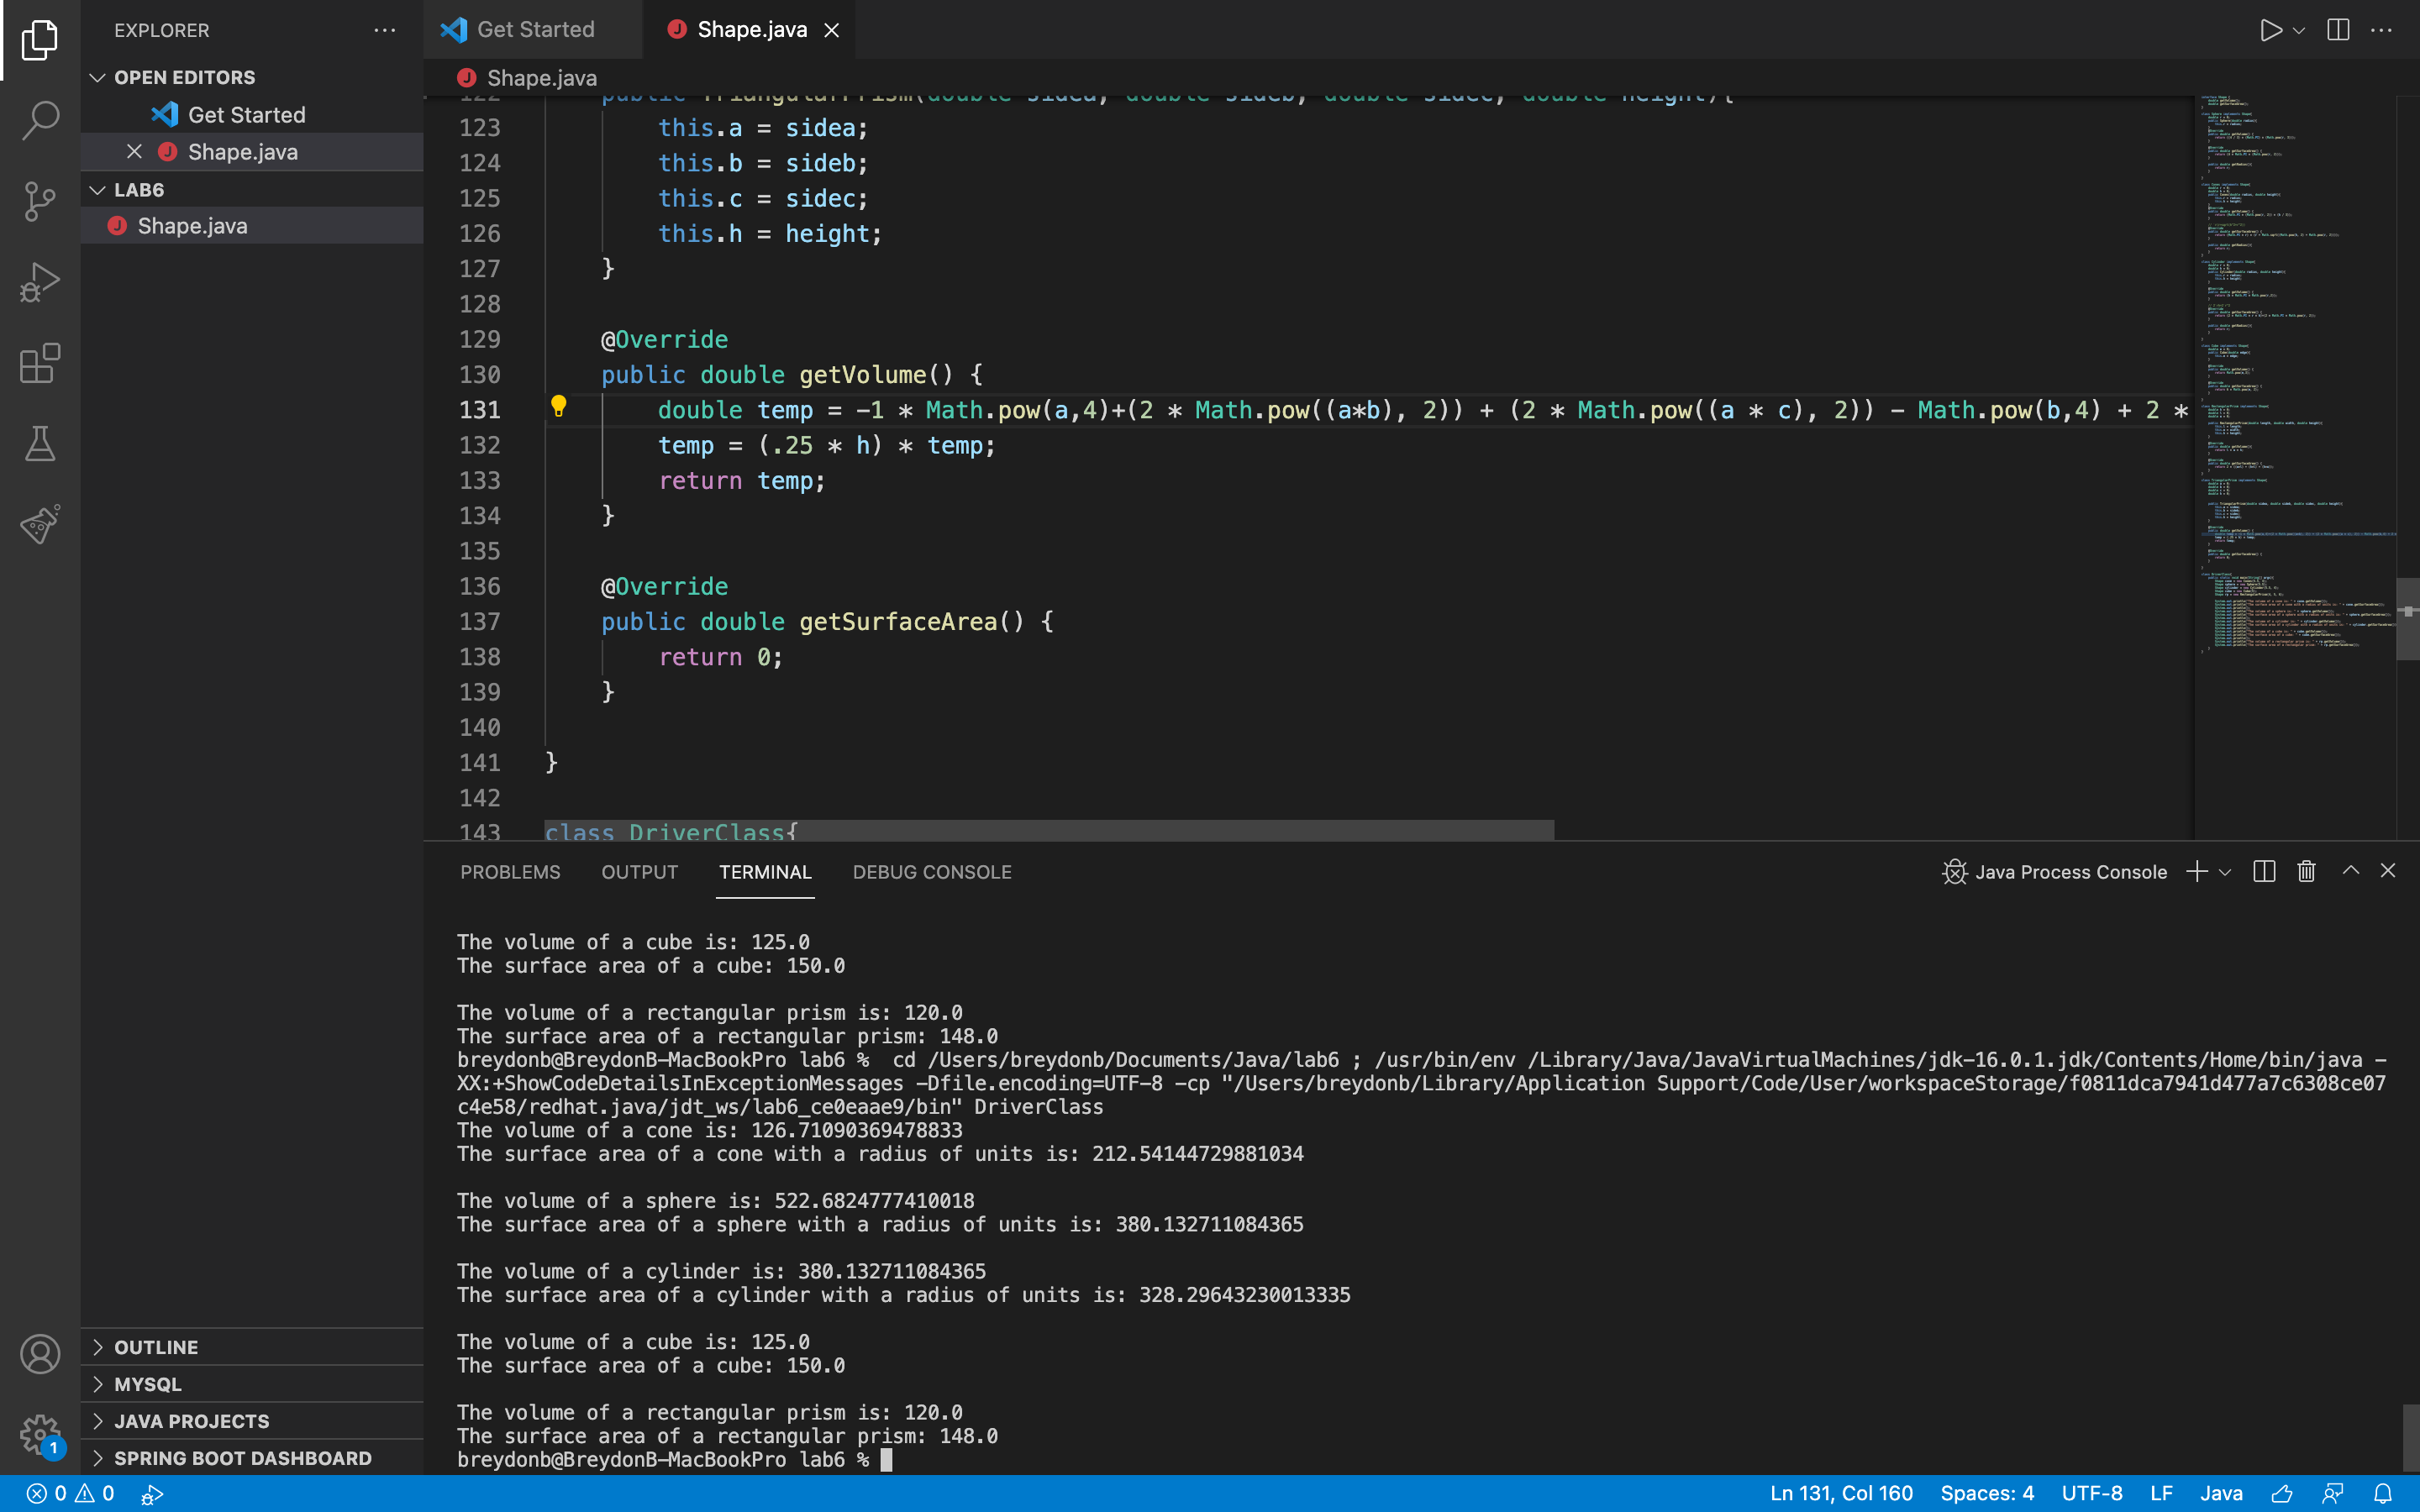 EXPLORER
OPEN EDITORS
Get Started
Shape.java
LAB6
Shape.java
OUTLINE
MYSQL
JAVA PROJECTS
SPRING BOOT DASHBOARD
1
Get Started
Shape.java
Shape.java
122 public TriangularPrism(double sidea, double sideb, double sidec, double height){
123 this.a = sidea;
124 this.b = sideb;
125 this.c = sidec;
126 this.h = height;
127 }
128
129 @Override
130 public double getVolume() {
131 double temp = -1 * Math.pow(a,4)+(2 * Math.pow((a*b), 2)) + (2 * Math.pow((a * c), 2)) - Math.pow(b,4) + 2 *
132 temp = (.25 * h) * temp;
133 return temp;
134 }
135
136 @Override
137 public double getSurfaceArea() {
138 return 0;
139 }
140
141 }
142
143 class DriverClass{
PROBLEMS OUTPUT TERMINAL DEBUG CONSOLE
Java Process Console
The volume of a cube is: 125.0
The surface area of a cube: 150.0
The volume of a rectangular prism is: 120.0
The surface area of a rectangular prism: 148.0
breydonb@BreydonB-MacBookPro lab6 % cd /Users/breydonb/Documents/Java/lab6 ; /usr/bin/env /Library/Java/JavaVirtualMachines/jdk-16.0.1.jdk/Contents/Home/bin/java -
XX:+ShowCodeDetailsInExceptionMessages -Dfile.encoding=UTF-8 -cp "/Users/breydonb/Library/Application Support/Code/User/workspaceStorage/f0811dca7941d477a7c6308ce07
c4e58/redhat.java/jdt_ws/lab6_ce0eaae9/bin" DriverClass
The volume of a cone is: 126.71090369478833
The surface area of a cone with a radius of units is: 212.54144729881034
The volume of a sphere is: 522.6824777410018
The surface area of a sphere with a radius of units is: 380.132711084365
The volume of a cylinder is: 380.132711084365
The surface area of a cylinder with a radius of units is: 328.29643230013335
The volume of a cube is: 125.0
The surface area of a cube: 150.0
The volume of a rectangular prism is: 120.0
The surface area of a rectangular prism: 148.0
breydonb@BreydonB-MacBookPro lab6 %
0 0
Ln 131, Col 160 Spaces: 4 UTF-8 LF Java